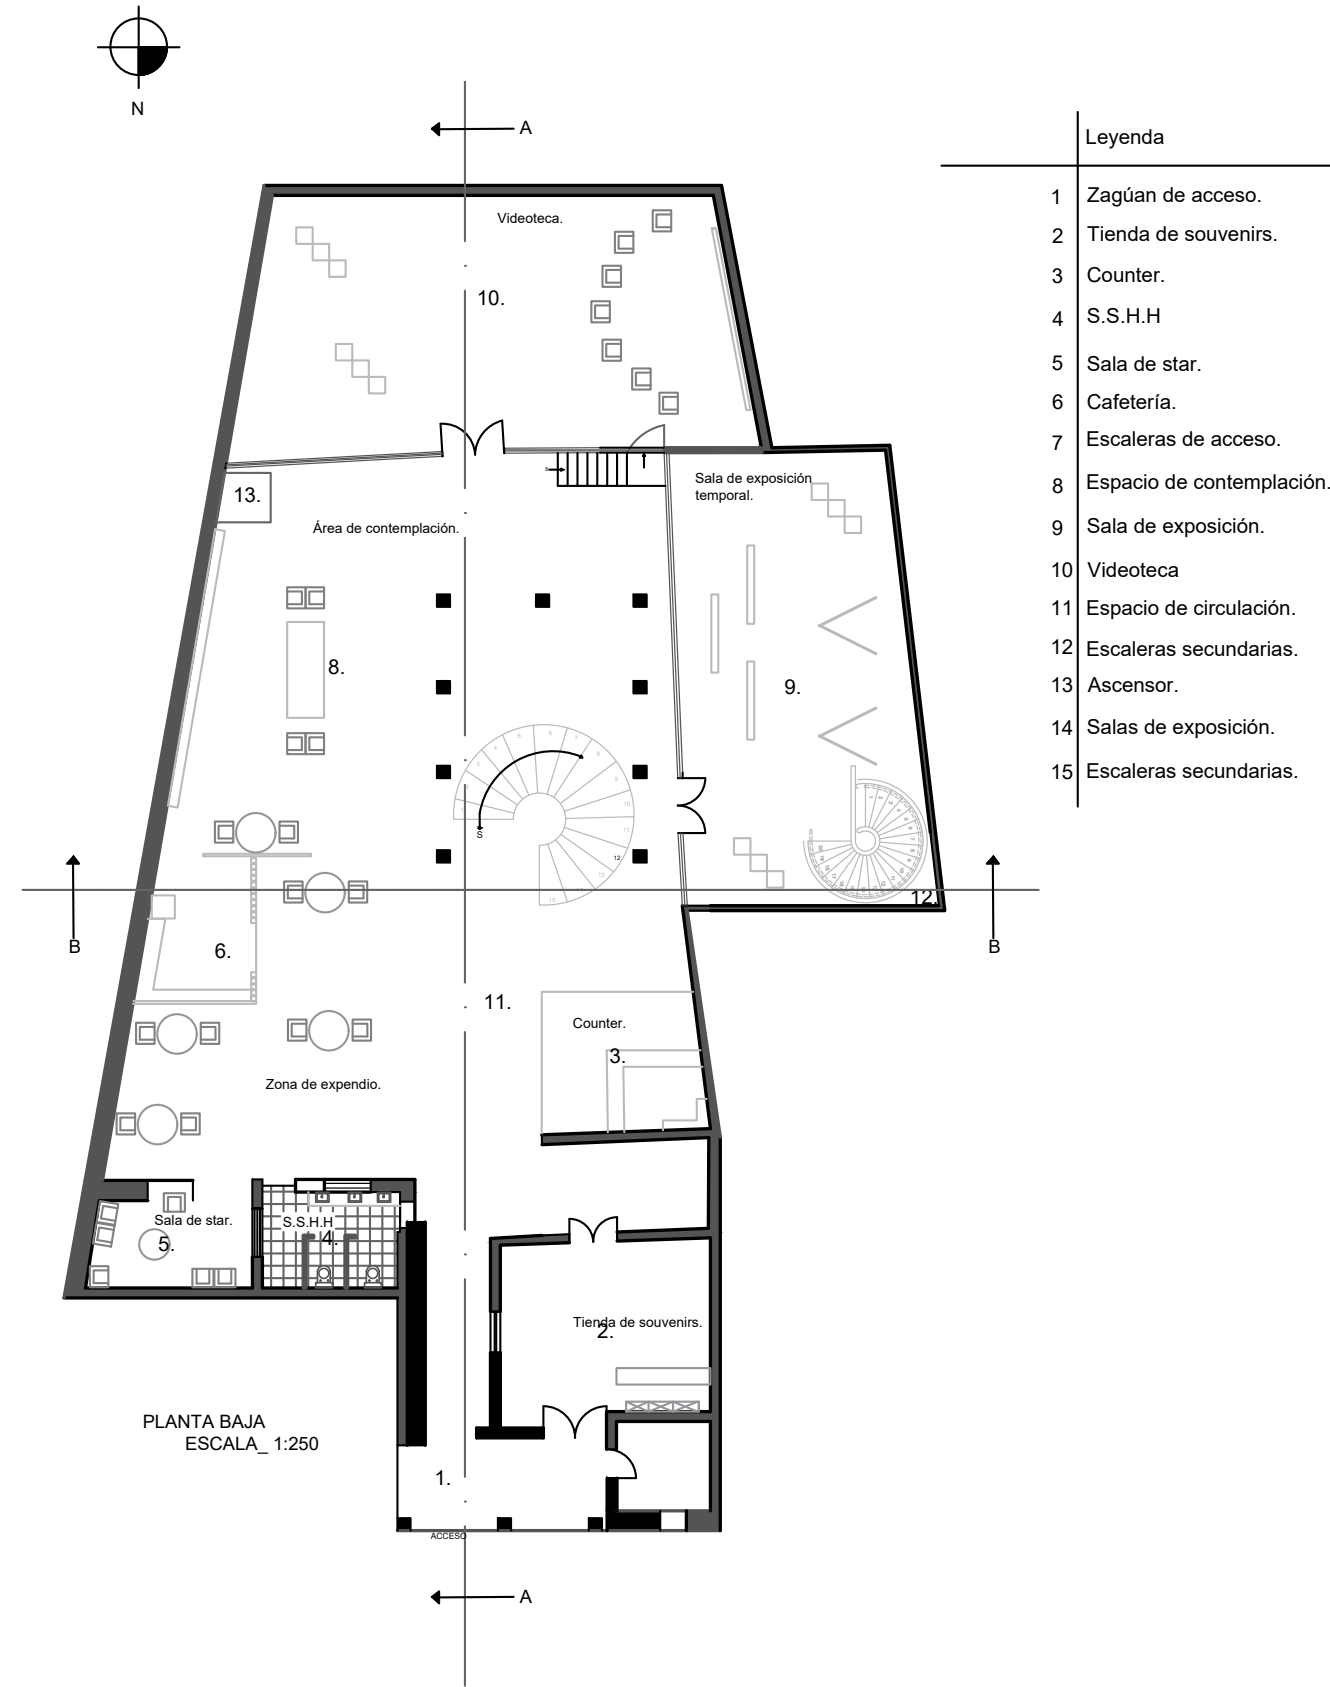 N
A
Leyenda
1 Zagúan de acceso.
2 Tienda de souvenirs.
3 Counter.
4 S.S.H.H
5 Sala de star.
6 Cafetería.
7 Escaleras de acceso.
8 Espacio de contemplación.
9 Sala de exposición.
10 Videoteca
11 Espacio de circulación.
12 Escaleras secundarias.
13 Ascensor.
14 Salas de exposición.
15 Escaleras secundarias.
Videoteca.
10.
13.
Sala de exposición
temporal.
Área de contemplación.
8.
9.
S
12
12.
B
B
6.
11.
Counter.
3.
Zona de expendio.
Sala de star.
5.
S.S.H.H
4.
Tienda de souvenirs.
2.
PLANTA BAJA
ESCALA_ 1:250
1.
ACCESO
A